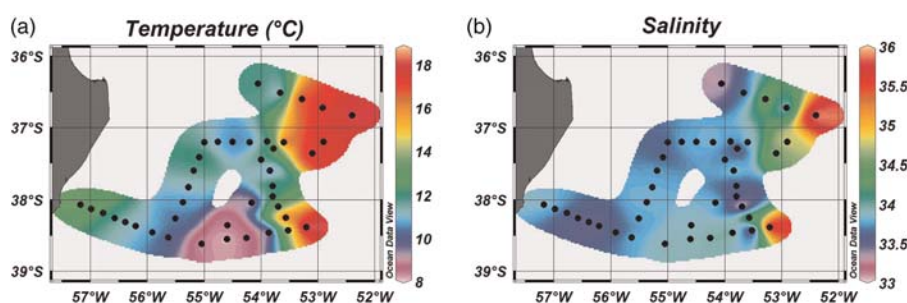 (a) Temperature (°C)
36°S
37°S
38°S
39°S
57°W 56°W 55°W 54°W 53°W 52°W
18
16
14
12
10
8
Ocean Data View
(b) Salinity
36°S
37°S
38°S
39°S
57°W 56°W 55°W 54°W 53°W 52°W
36
35.5
35
34.5
34
33.5
33
Ocean Data View